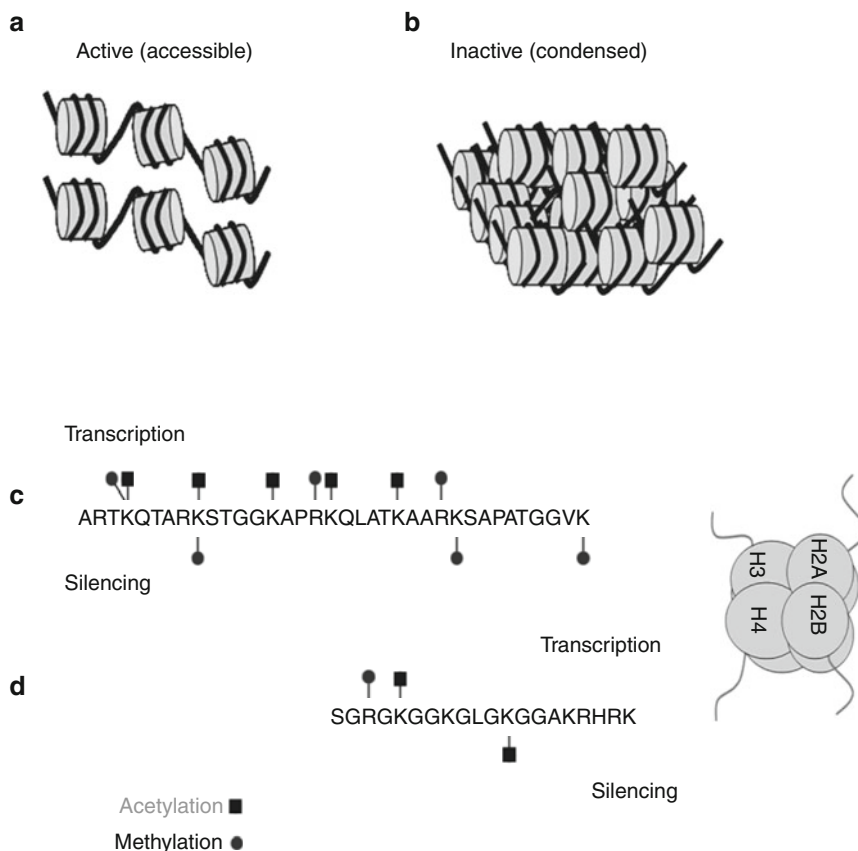 a
Active (accessible)
b
Inactive (condensed)
Transcription
c
ARTKQTARKSTGGKAPRKQLATKAARKSAPATGGVK
Silencing
H3
H2A
H4
H2B
Transcription
d
SGRGKGGKGLGKGGAKRHRK
Silencing
Acetylation
Methylation